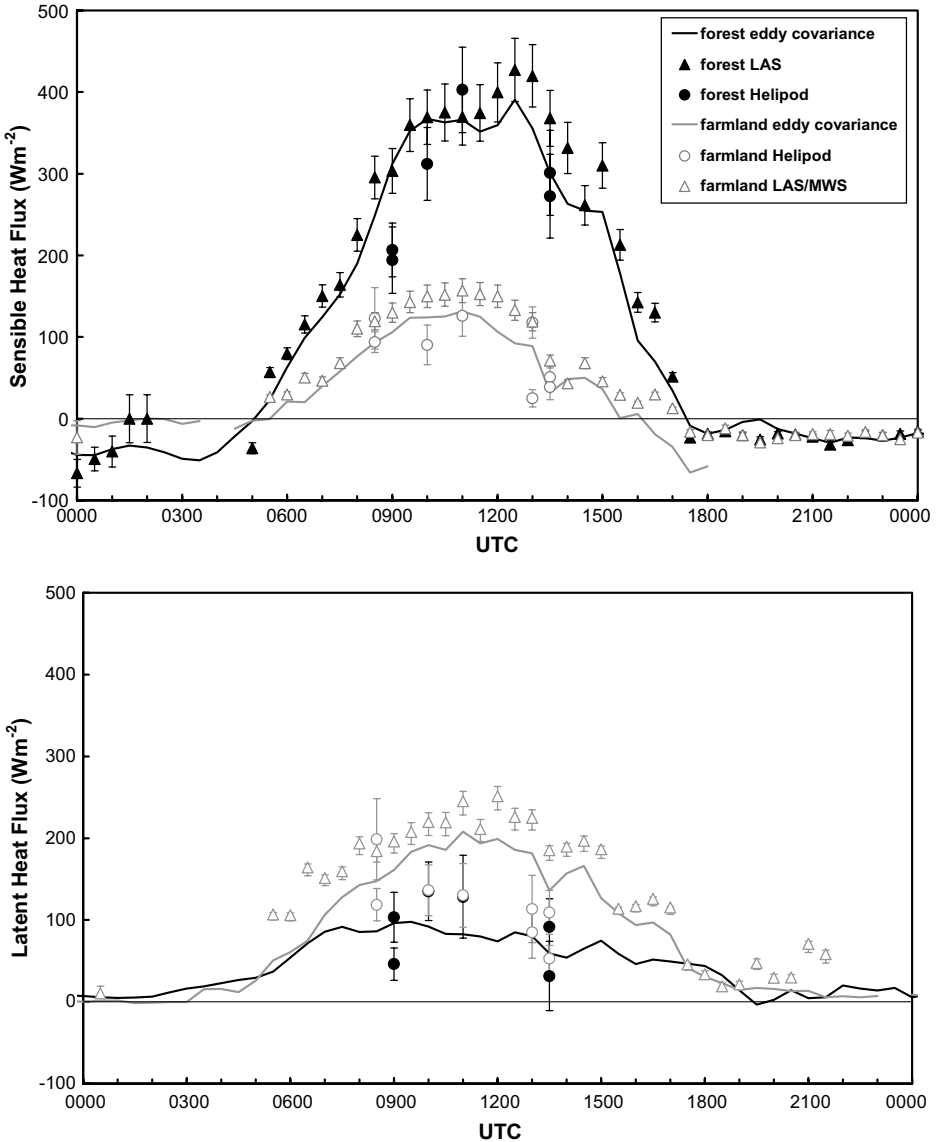 500
400
300
200
100
0
-100
Sensible Heat Flux (Wm-2)
forest eddy covariance
forest LAS
forest Helipod
farmland eddy covariance
farmland Helipod
farmland LAS/MWS
0000 0300 0600 0900 1200 1500 1800 2100 0000
UTC
500
400
300
200
100
0
-100
Latent Heat Flux (Wm-2)
0000 0300 0600 0900 1200 1500 1800 2100 0000
UTC